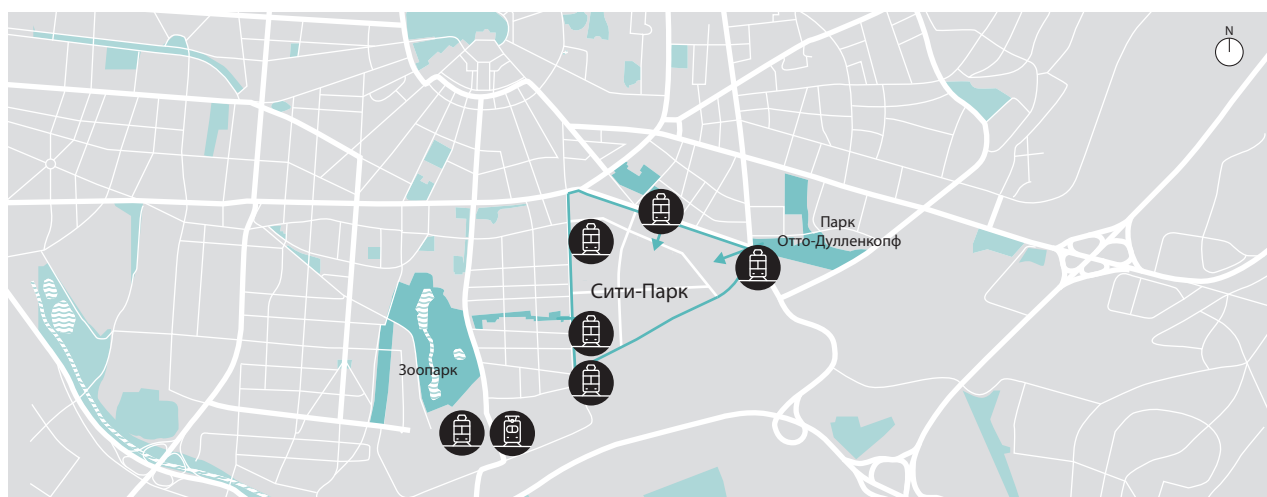 N
Парк
Отто-Дулленкопф
Сити-Парк
Зоопарк